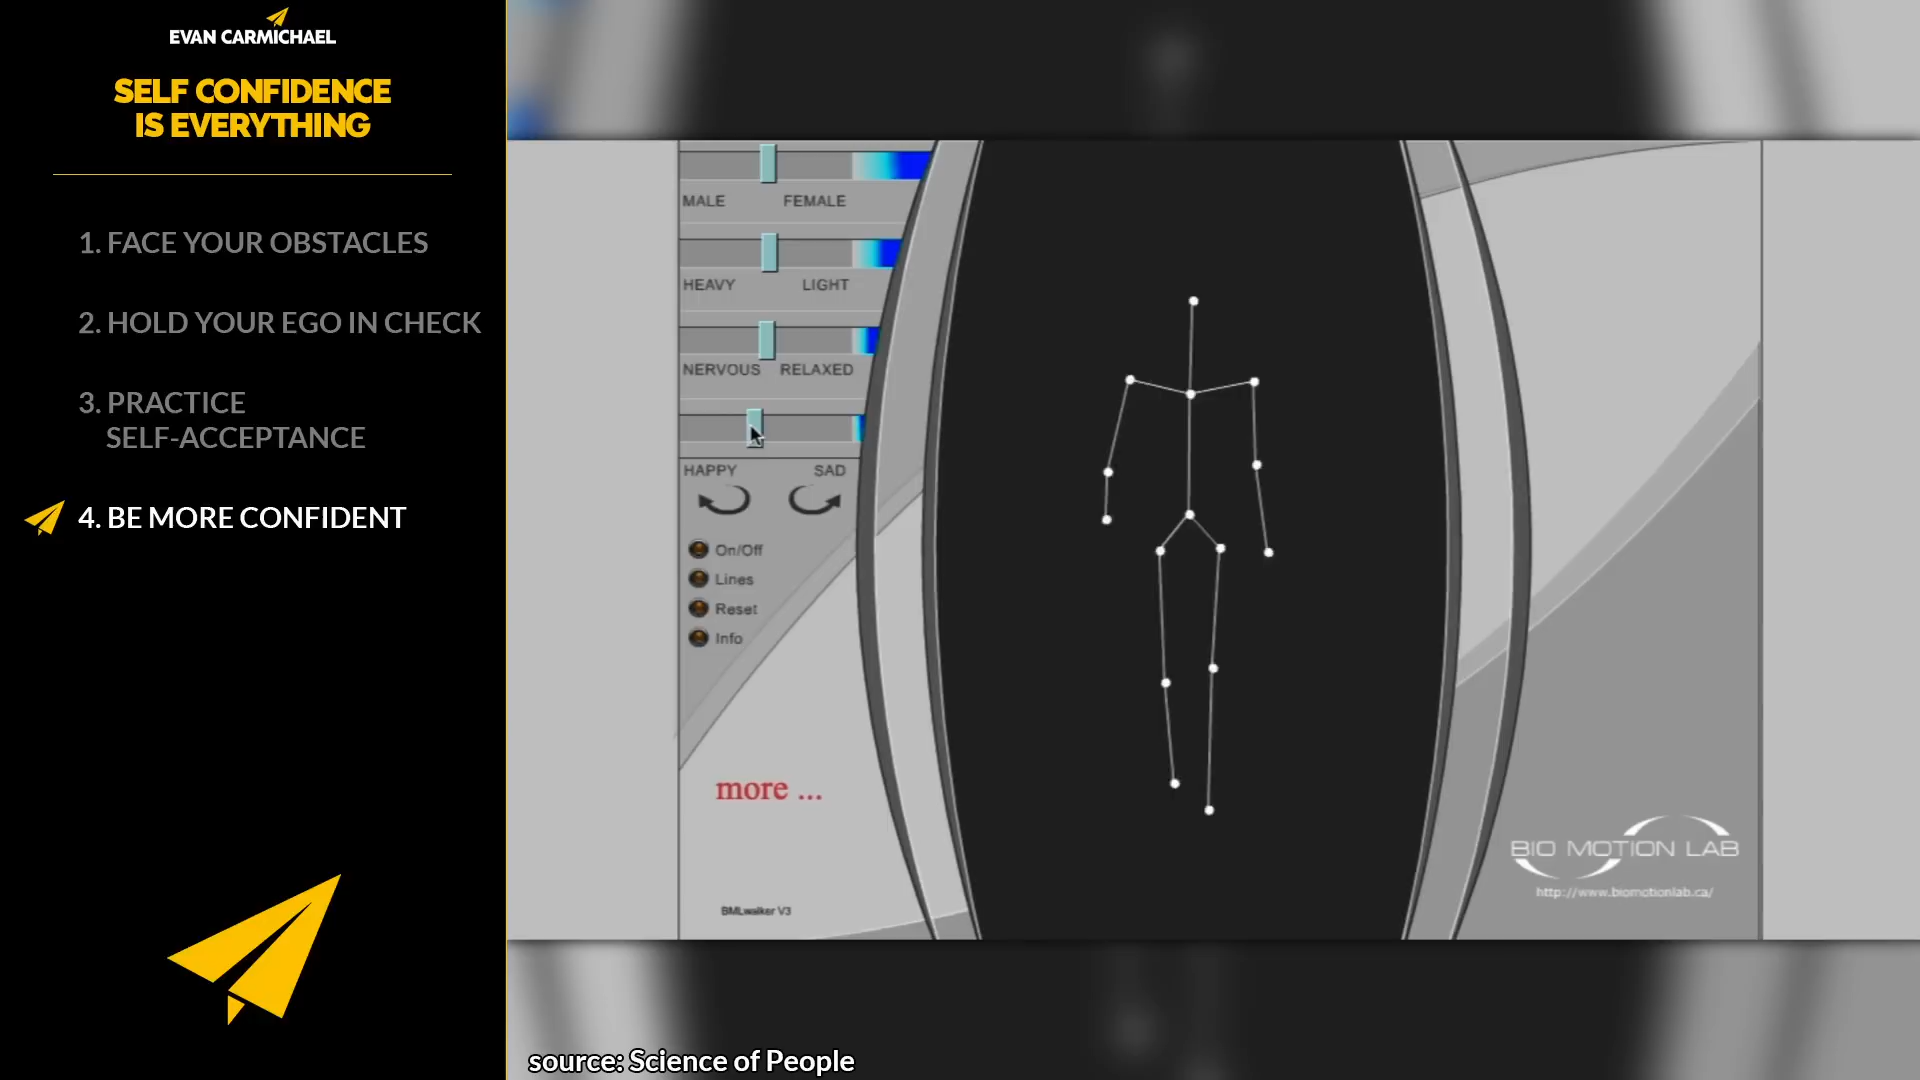 EVAN CARMICHAEL
SELF CONFIDENCE
IS EVERYTHING
1. FACE YOUR OBSTACLES
2. HOLD YOUR EGO IN CHECK
3. PRACTICE
SELF-ACCEPTANCE
4. BE MORE CONFIDENT
MALE FEMALE
HEAVY LIGHT
NERVOUS RELAXED
HAPPY SAD
On/Off
Lines
Reset
Info
more ...
BMLwalker V3
BIO MOTION LAB
http://www.biomotionlab.ca/
source: Science of People